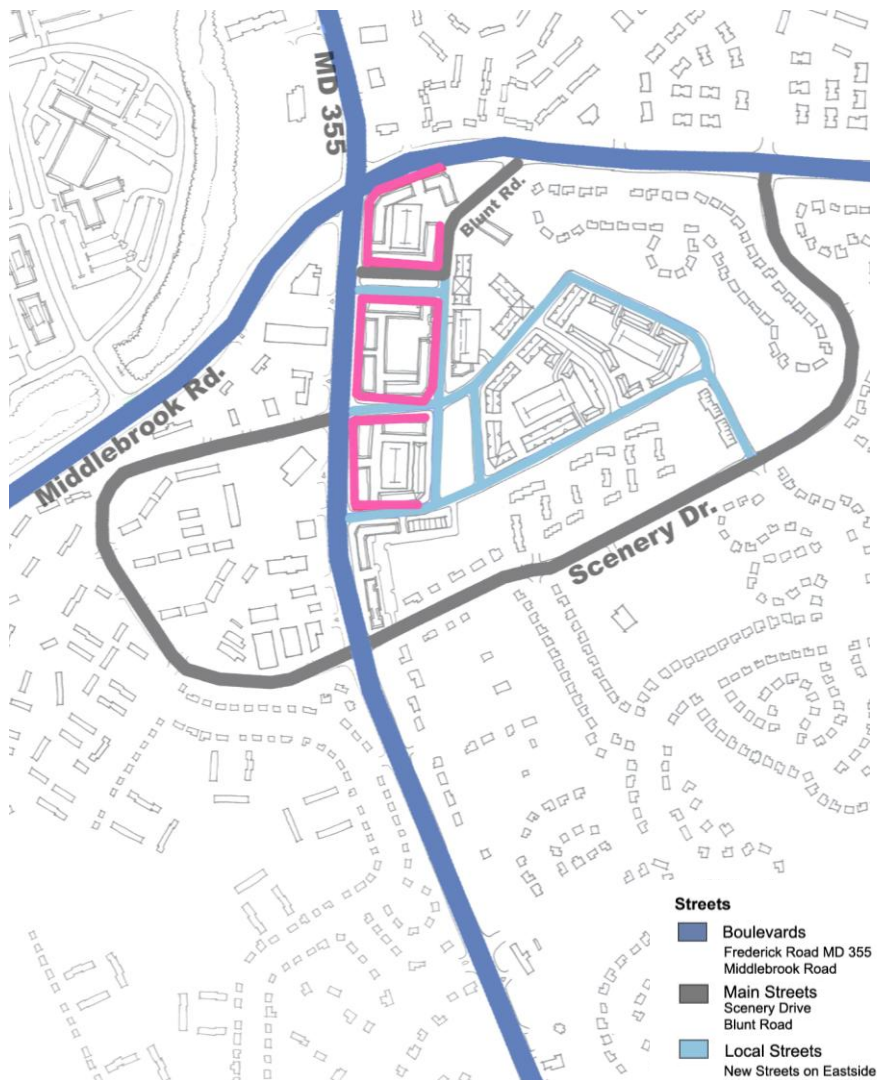 MD 355
Blunt Rd.
Middlebrook Rd.
Scenery Dr.
Streets
Boulevards
Frederick Road MD 355
Middlebrook Road
Main Streets
Scenery Drive
Blunt Road
Local Streets
New Streets on Eastside